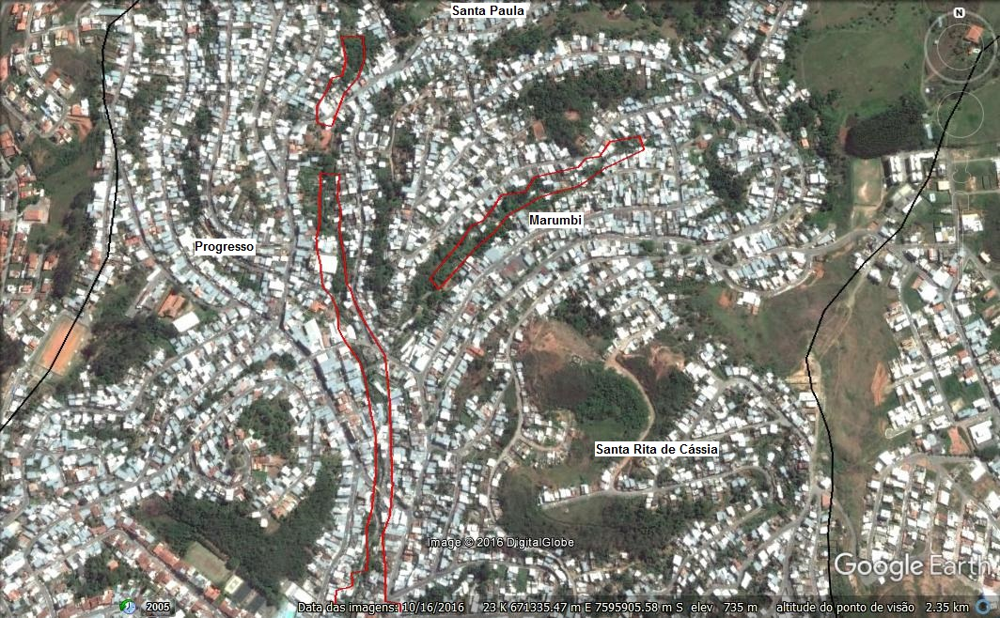 Santa Paula
N
Marumbi
Progresso
Santa Rita de Cássia
Image © 2016 DigitalGlobe
Google Earth
2005
Data das imagens: 10/16/2016 23 K 671335.47 m E 7595905.58 m S elev 735 m altitude do ponto de visão 2.35 km